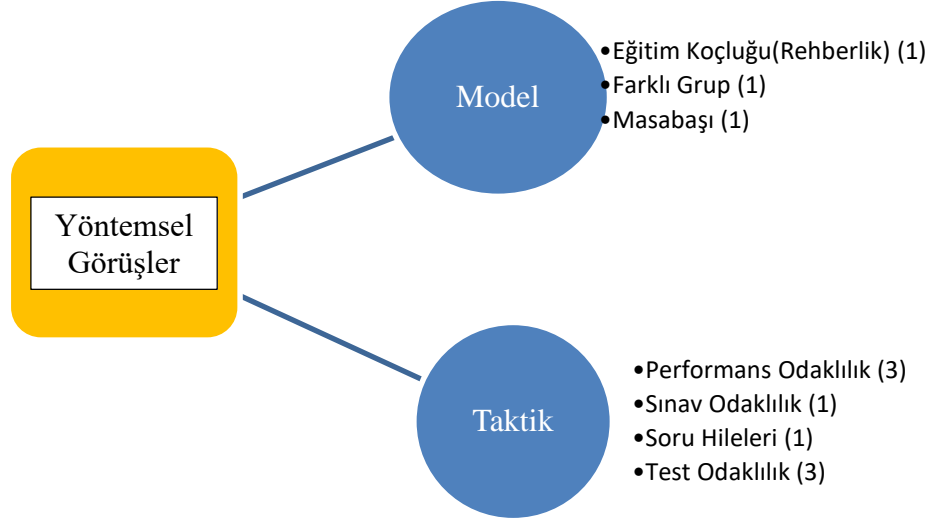 Yöntemsel
Görüşler
Model
•Eğitim Koçluğu(Rehberlik) (1)
•Farklı Grup (1)
•Masabaşı (1)
Taktik
•Performans Odaklılık (3)
•Sınav Odaklılık (1)
•Soru Hileleri (1)
•Test Odaklılık (3)